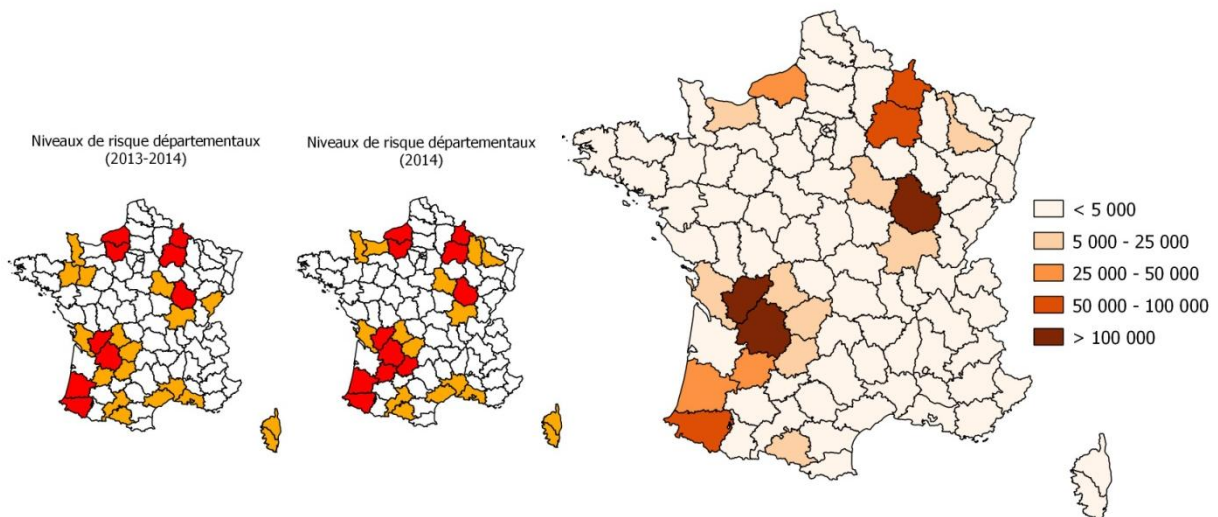 Niveaux de risque départementaux
(2013-2014)
Niveaux de risque départementaux
(2014)
< 5 000
5 000 - 25 000
25 000 - 50 000
50 000 - 100 000
> 100 000